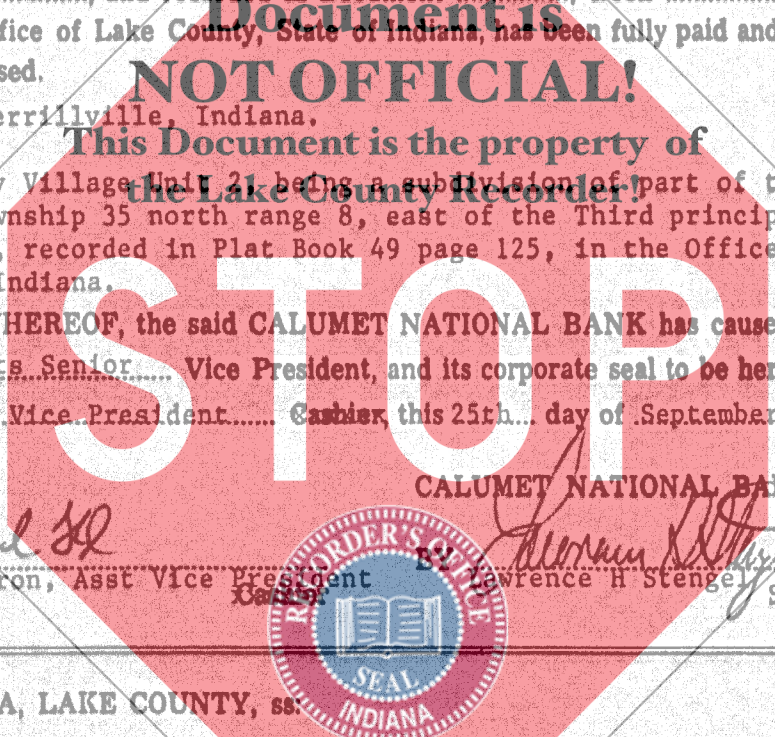 Document is
fice of Lake County, State of Indiana, has been fully paid and
sed.
NOT OFFICIAL!
errillville, Indiana.
This Document is the property of
Village Unit 2, being a subdivision of part of t
the Lake County Recorder!
wnship 35 north range 8, east of the Third princip
, recorded in Plat Book 49 page 125, in the Office
Indiana.
STOP
WHEREOF, the said CALUMET NATIONAL BANK has cause
ts Senior Vice President, and its corporate seal to be her
Vice President Cashier, this 25th day of September
CALUMET NATIONAL BA
ron, Asst Vice President
Cashier
BY Lawrence H Stengel
RECORDER'S OFFICE
SEAL
INDIANA
A, LAKE COUNTY, ss: